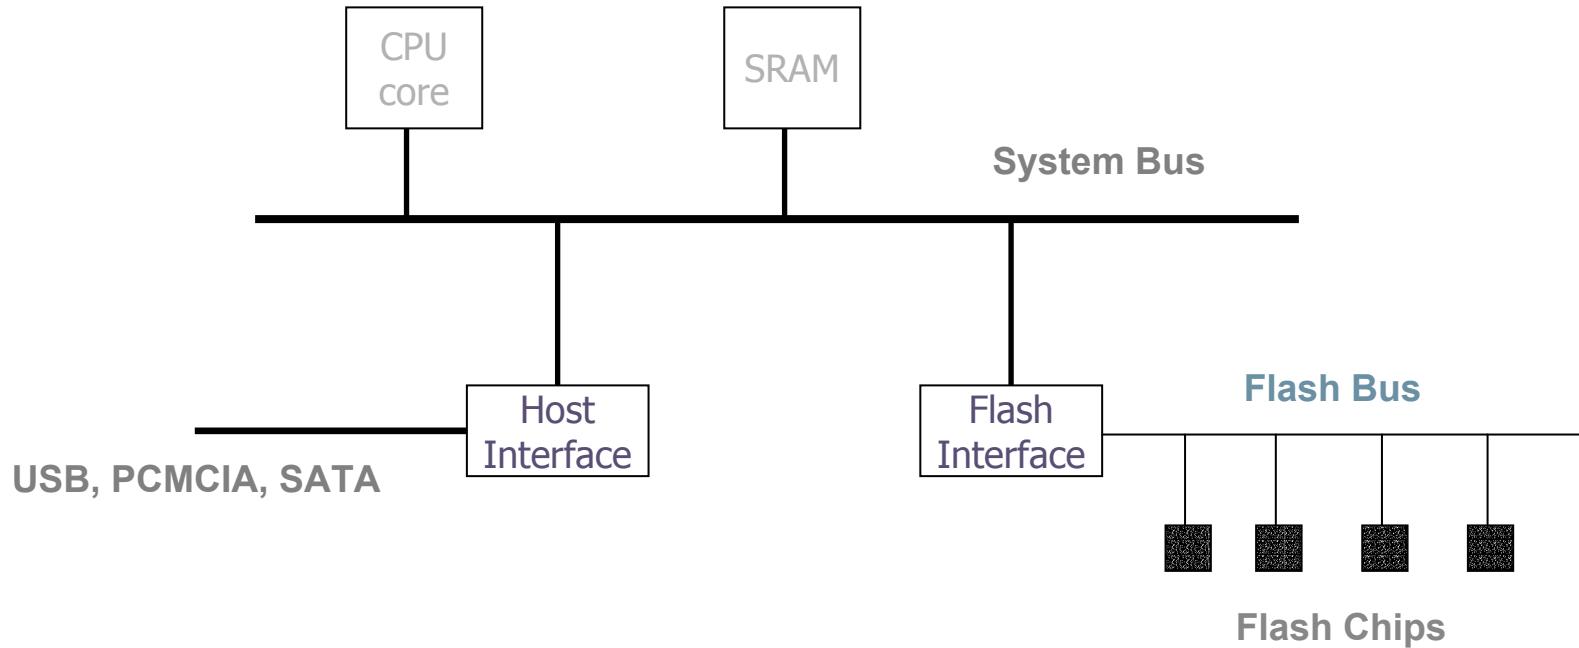 CPU
core
SRAM
System Bus
Host
Interface
Flash
Interface
Flash Bus
USB, PCMCIA, SATA
Flash Chips